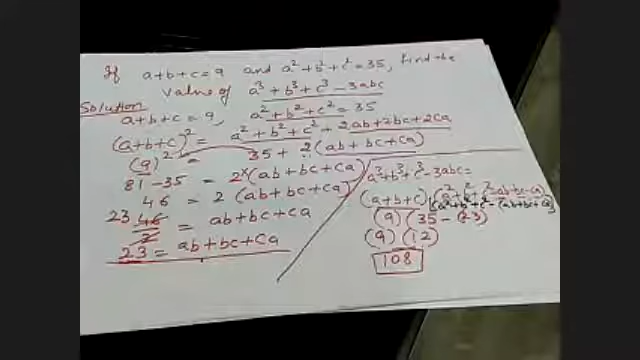 If a+b+c=9 and a²+b²+c²=35, find the
value of a³+b³+c³-3abc
Solution
a+b+c=9, a²+b²+c²=35
(a+b+c)² = a²+b²+c²+2ab+2bc+2ca
(9)² = 35+2(ab+bc+ca)
81-35 = 2×(ab+bc+ca)
46 = 2(ab+bc+ca)
23 46/2 = ab+bc+ca
23 = ab+bc+ca
a³+b³+c³-3abc=
(a+b+c)
[a²+b²+c²-(ab+bc+ca)]
(9)(35-23)
(9)(12)
108